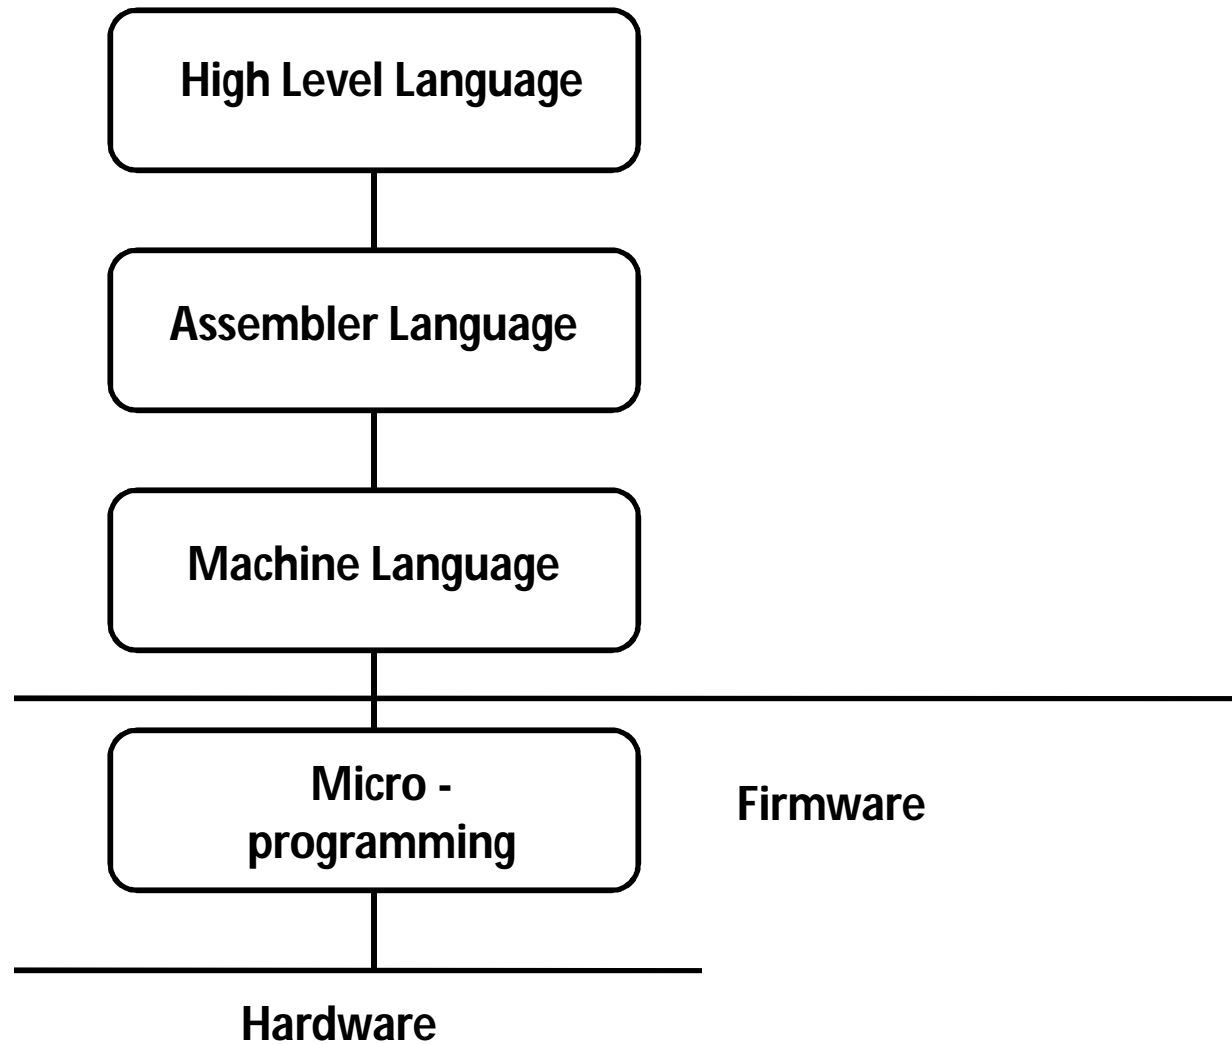 High Level Language
Assembler Language
Machine Language
Micro -
programming
Firmware
Hardware